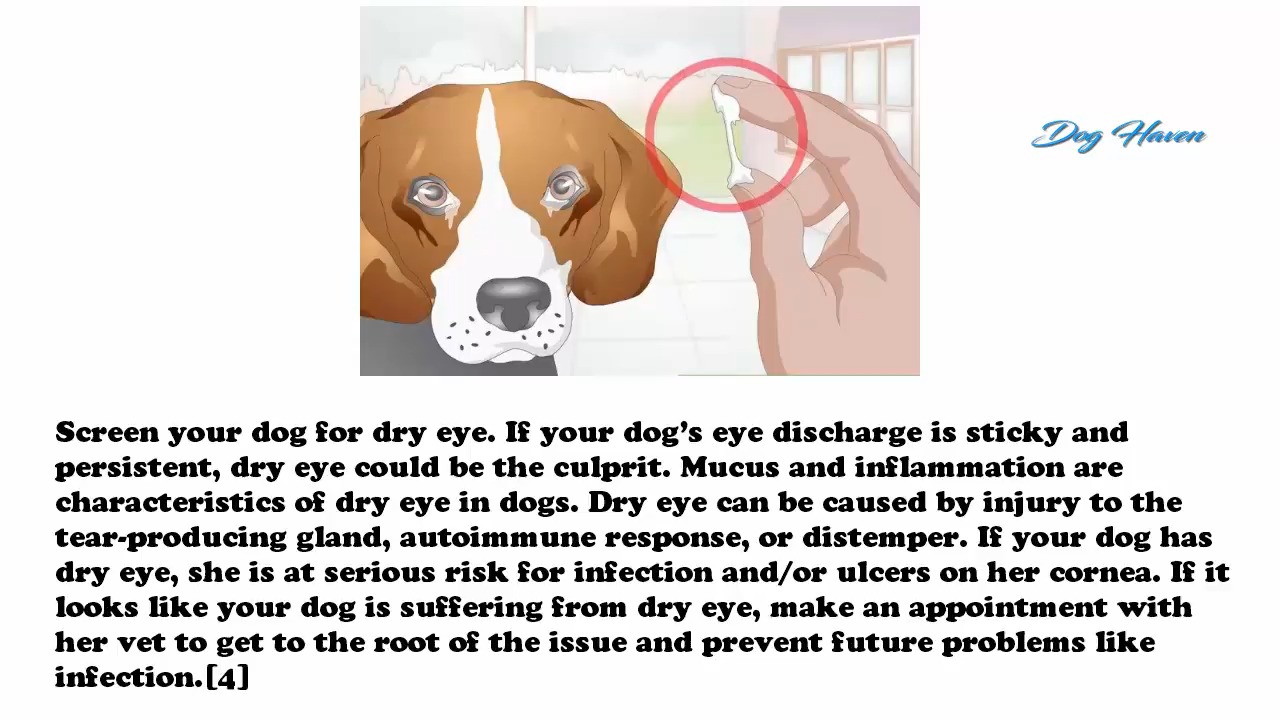 Dog Haven
Screen your dog for dry eye. If your dog’s eye discharge is sticky and
persistent, dry eye could be the culprit. Mucus and inflammation are
characteristics of dry eye in dogs. Dry eye can be caused by injury to the
tear-producing gland, autoimmune response, or distemper. If your dog has
dry eye, she is at serious risk for infection and/or ulcers on her cornea. If it
looks like your dog is suffering from dry eye, make an appointment with
her vet to get to the root of the issue and prevent future problems like
infection.[4]